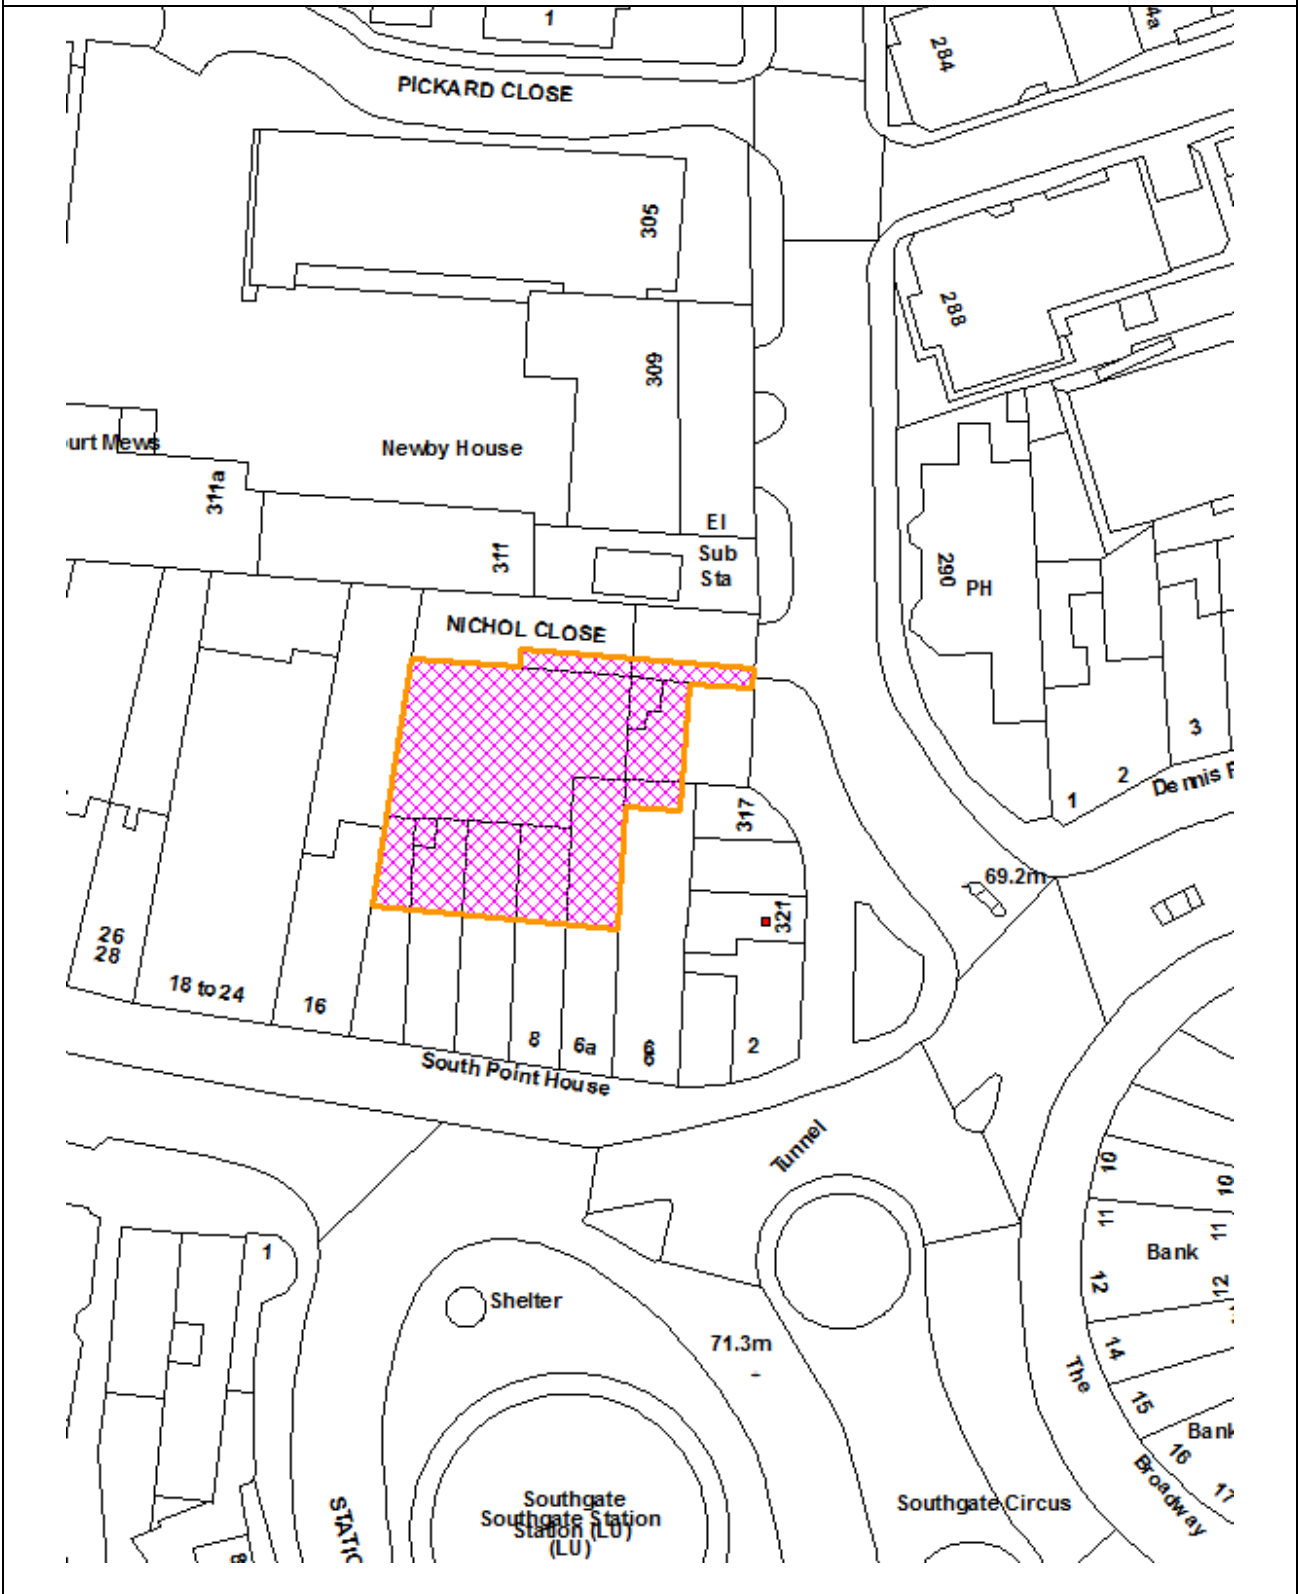 1
4a
284
PICKARD CLOSE
305
288
309
urt Mews
Newby House
311a
311
El
Sub
Sta
290
PH
NICHOL CLOSE
3
2
1
Dennis
317
69.2m
321
26
28
18 to 24
16
8
6a
6
2
South Point House
Tunnel
10
10
11
11
Bank
12
12
1
Shelter
71.3m
14
The
15
Bank
16
17
Broadway
Southgate
Southgate Station
Station (LU)
(LU)
Southgate Circus
STATIO
8